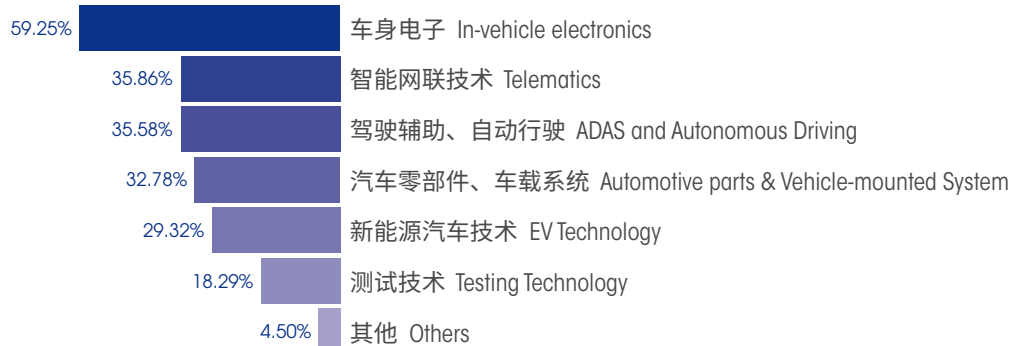 59.25% 车身电子 In-vehicle electronics
35.86% 智能网联技术 Telematics
35.58% 驾驶辅助、自动行驶 ADAS and Autonomous Driving
32.78% 汽车零部件、车载系统 Automotive parts & Vehicle-mounted System
29.32% 新能源汽车技术 EV Technology
18.29% 测试技术 Testing Technology
4.50% 其他 Others